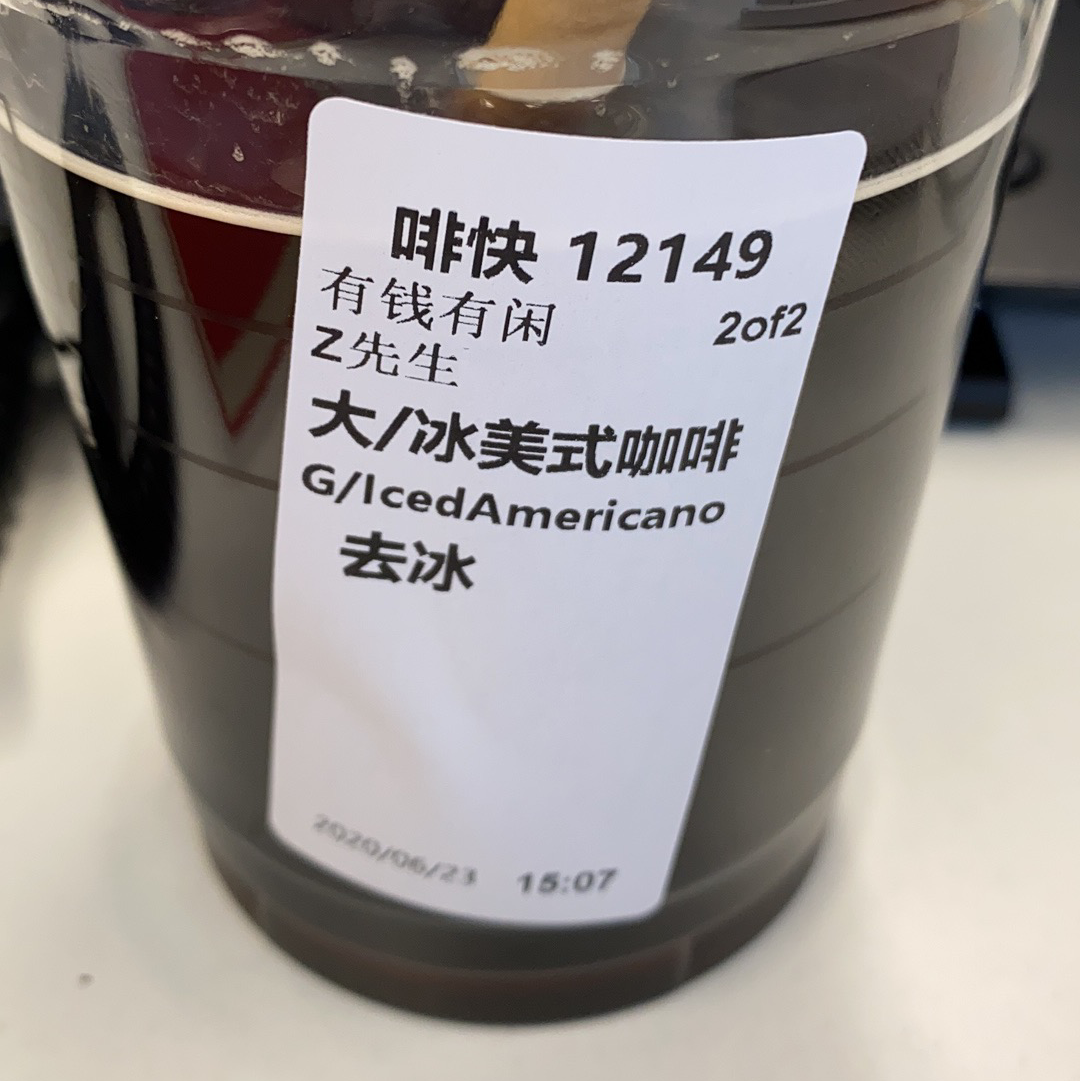 啡快 12149
有钱有闲 2of2
Z先生
大/冰美式咖啡
G/IcedAmericano
去冰
2020/06/23 15:07